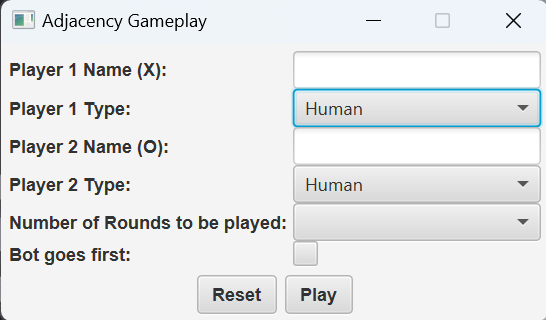 Adjacency Gameplay
Player 1 Name (X):
Player 1 Type: Human
Player 2 Name (O):
Player 2 Type: Human
Number of Rounds to be played:
Bot goes first:
Reset Play